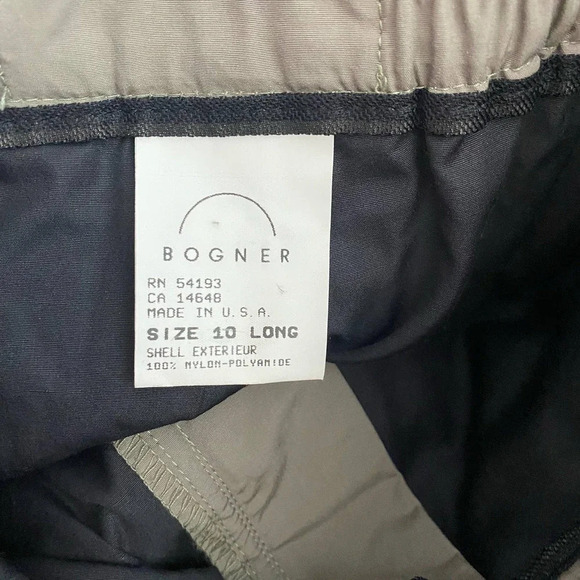 BOGNER
RN 54193
CA 14648
MADE IN U.S.A.
SIZE 10 LONG
SHELL EXTERIEUR
100% NYLON-POLYAMIDE